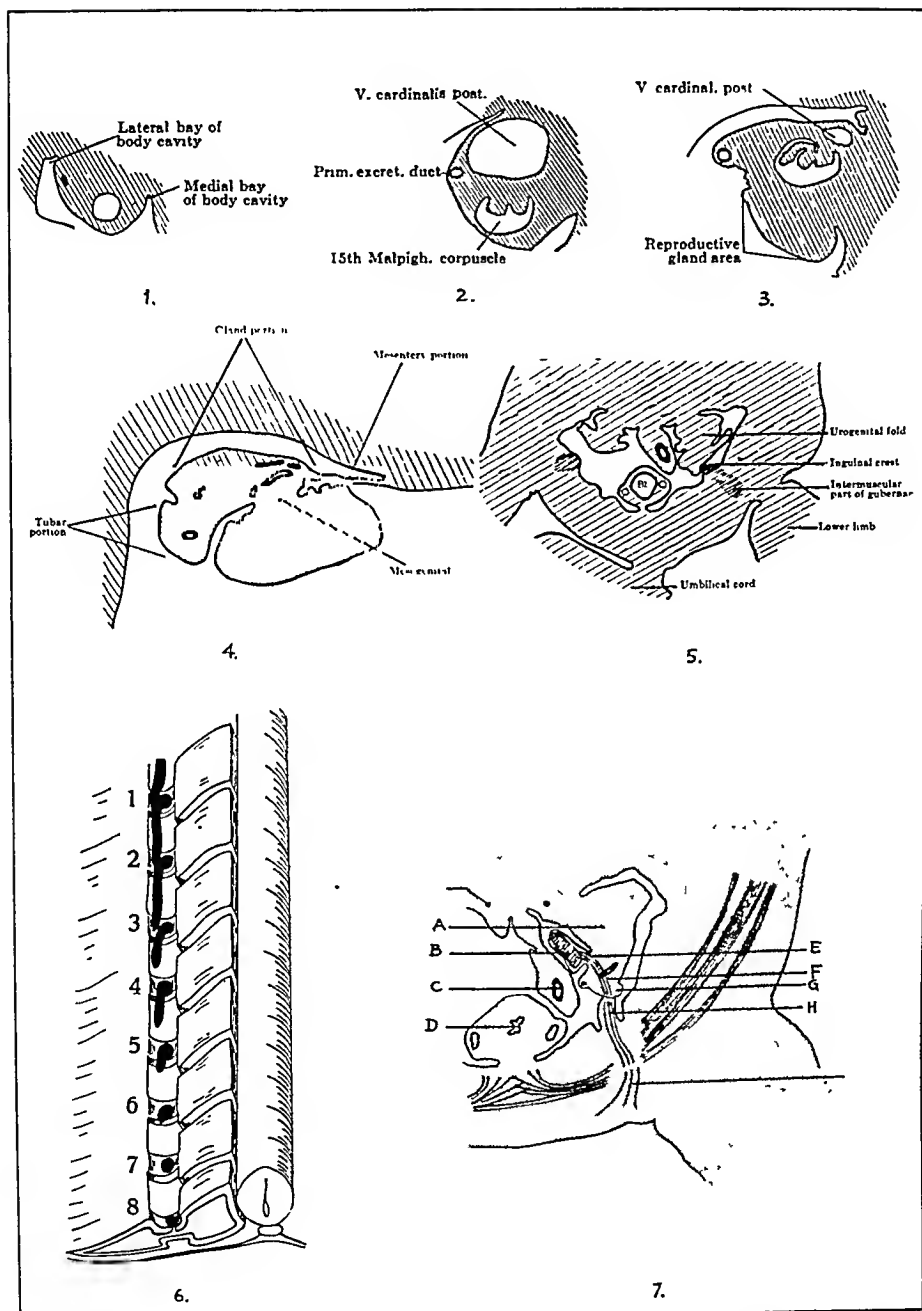 Lateral bay of
body cavity
Medial bay
of body cavity
1.
V. cardinalis post.
Prim. excret. duct
15th Malpigh. corpuscle
2.
V cardinal. post
Reproductive
gland area
3.
Gland
Mesentery portion
Tubar
portion
4.
Urogenital fold
Inguinal crest
Intermuscular
part of gubernac
Lower limb
Umbilical cord
5.
1
2
3
4
5
6
7
8
6.
A
B
C
D
E
F
G
H
7.